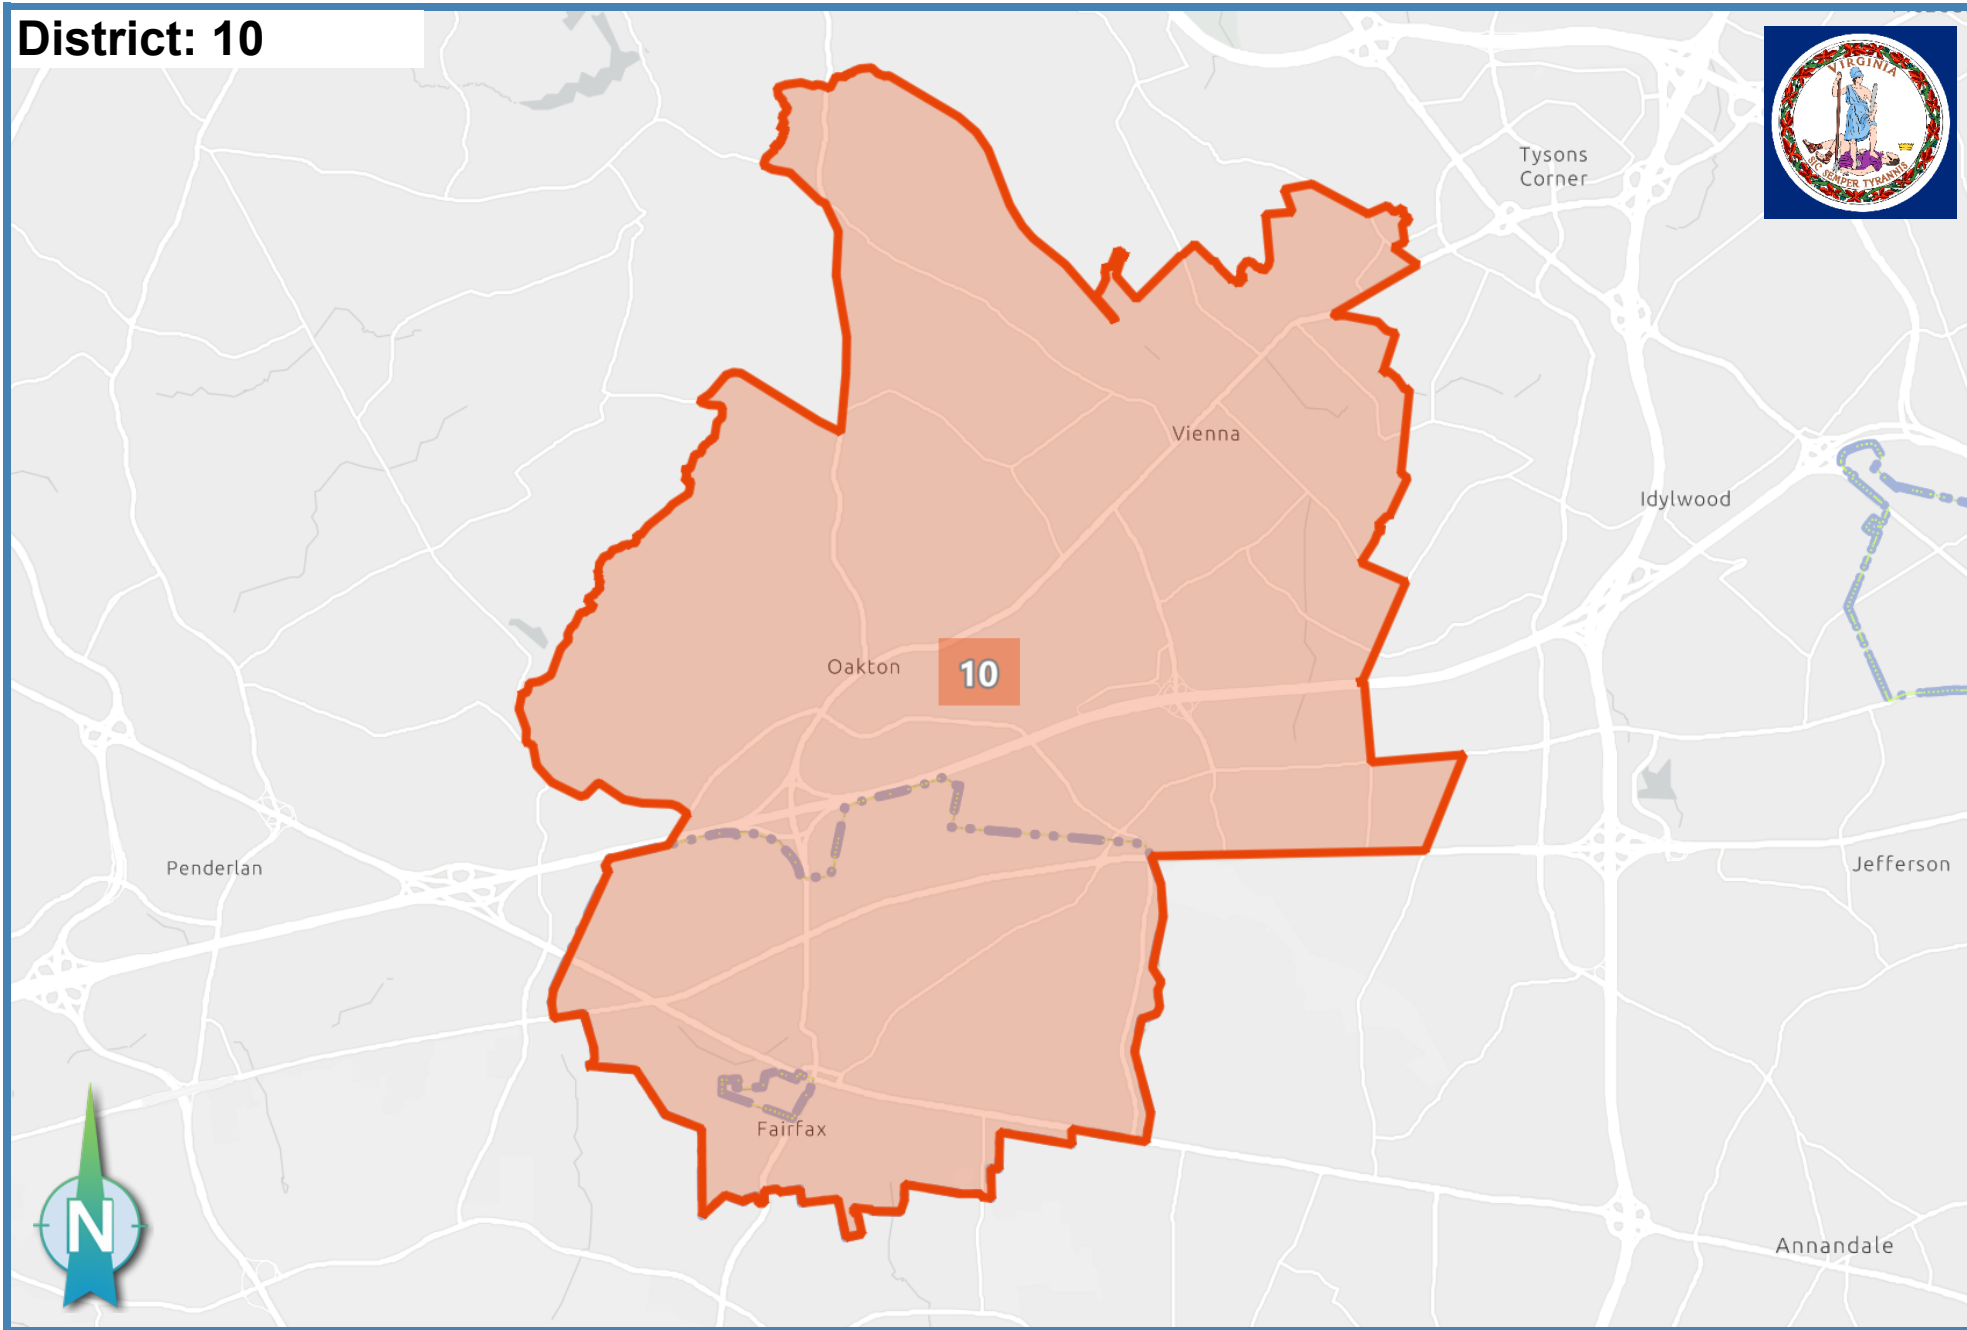 District: 10
VIRGINIA
SIC SEMPER TYRANNIS
Tysons
Corner
Vienna
Idylwood
Oakton
10
Penderlan
Jefferson
Fairfax
Annandale
N